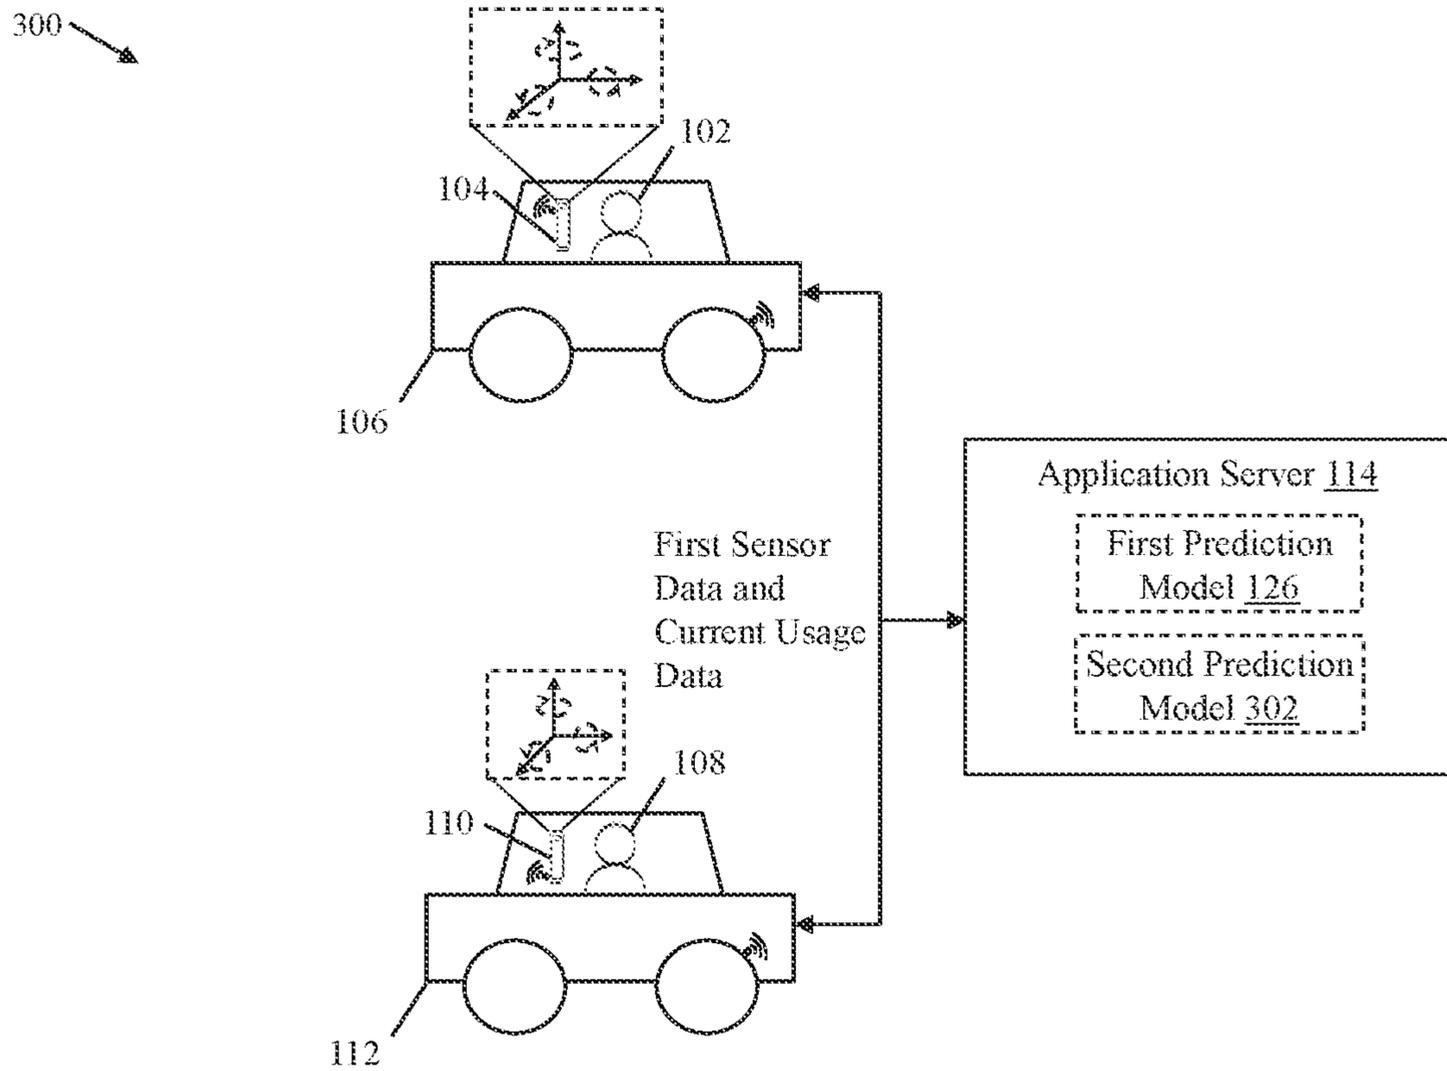 300
102
104
106
Application Server 114
First Prediction
Model 126
Second Prediction
Model 302
First Sensor
Data and
Current Usage
Data
108
110
112